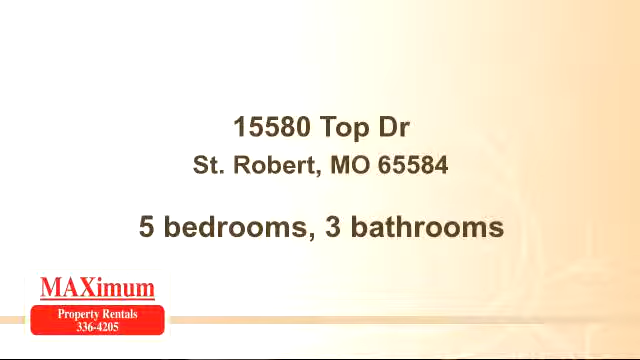 15580 Top Dr
St. Robert, MO 65584
5 bedrooms, 3 bathrooms
MAXimum
Property Rentals
336-4205